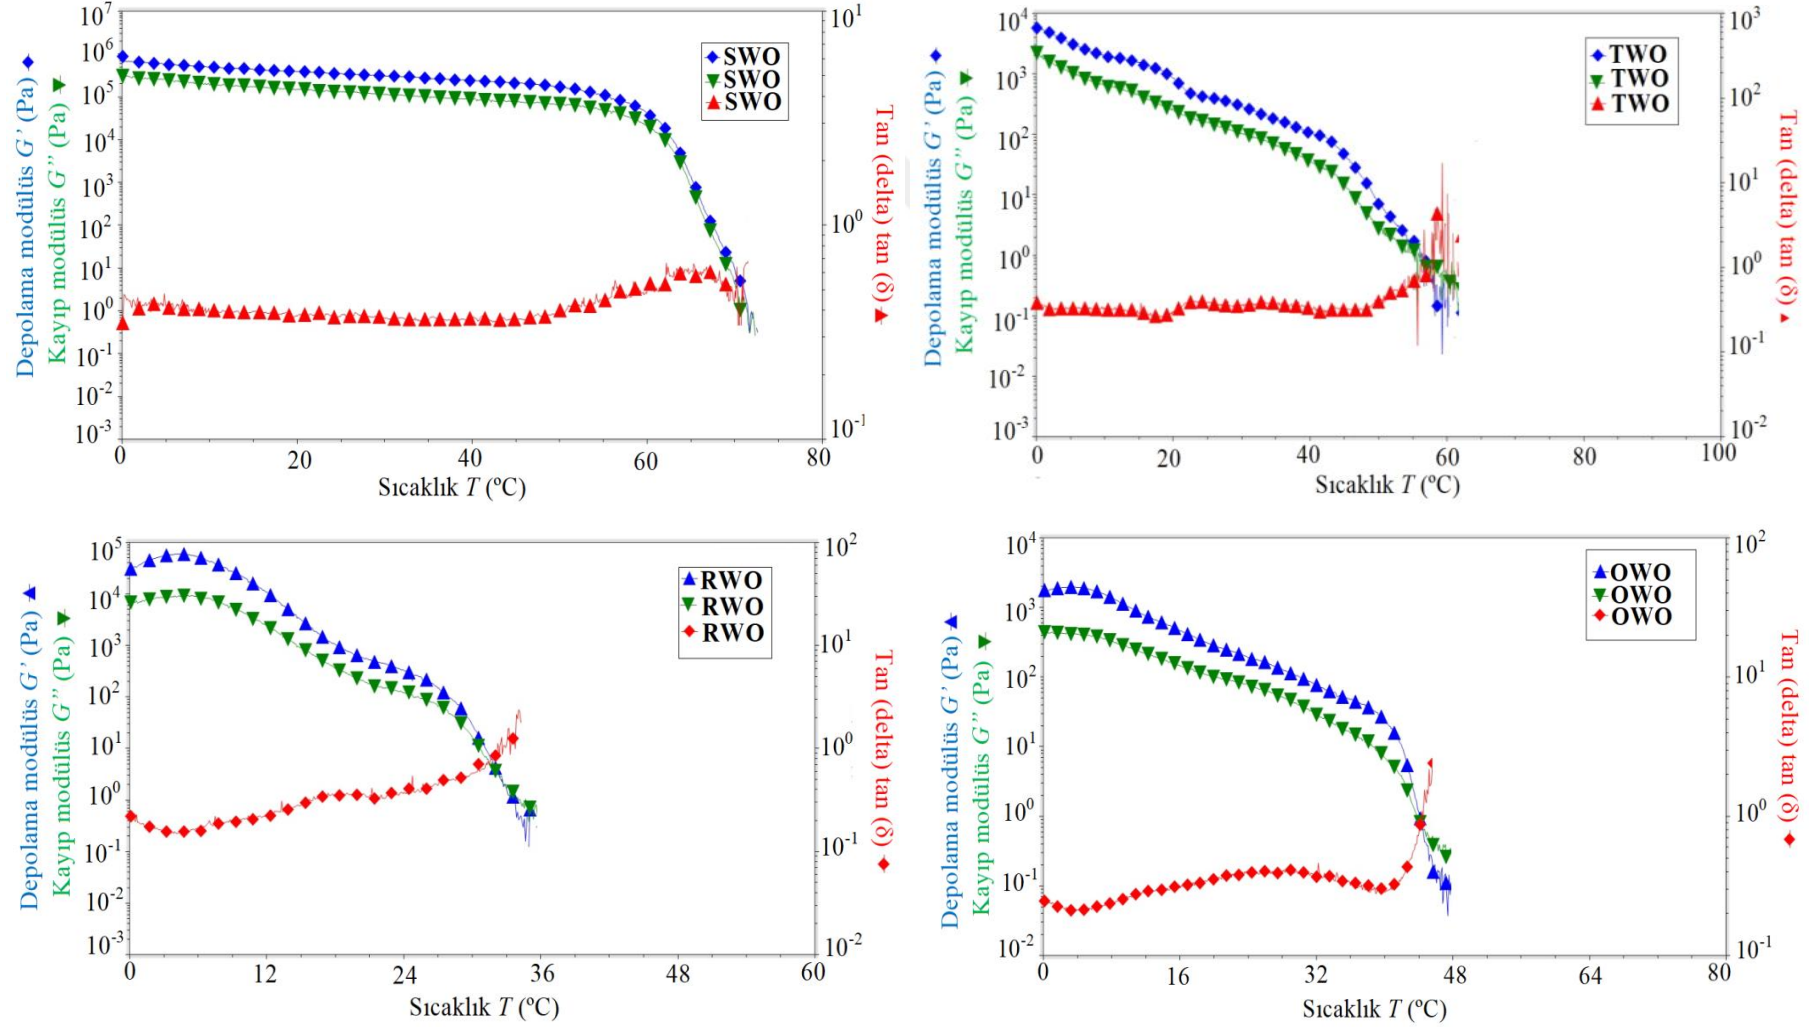 Depolama modülüs G' (Pa)
Kayıp modülüs G" (Pa)
10^7
10^6
10^5
10^4
10^3
10^2
10^1
10^0
10^-1
10^-2
10^-3
0
20
40
60
80
Sıcaklık T (ºC)
SWO
SWO
SWO
10^1
10^0
10^-1
Tan (delta) tan (δ)
Depolama modülüs G' (Pa)
Kayıp modülüs G" (Pa)
10^4
10^3
10^2
10^1
10^0
10^-1
10^-2
10^-3
0
20
40
60
80
100
Sıcaklık T (ºC)
TWO
TWO
TWO
10^3
10^2
10^1
10^0
10^-1
10^-2
Tan (delta) tan (δ)
Depolama modülüs G' (Pa)
Kayıp modülüs G" (Pa)
10^5
10^4
10^3
10^2
10^1
10^0
10^-1
10^-2
10^-3
0
12
24
36
48
60
Sıcaklık T (ºC)
RWO
RWO
RWO
10^2
10^1
10^0
10^-1
10^-2
Tan (delta) tan (δ)
Depolama modülüs G' (Pa)
Kayıp modülüs G" (Pa)
10^4
10^3
10^2
10^1
10^0
10^-1
10^-2
0
16
32
48
64
80
Sıcaklık T (ºC)
OWO
OWO
OWO
10^2
10^1
10^0
10^-1
Tan (delta) tan (δ)